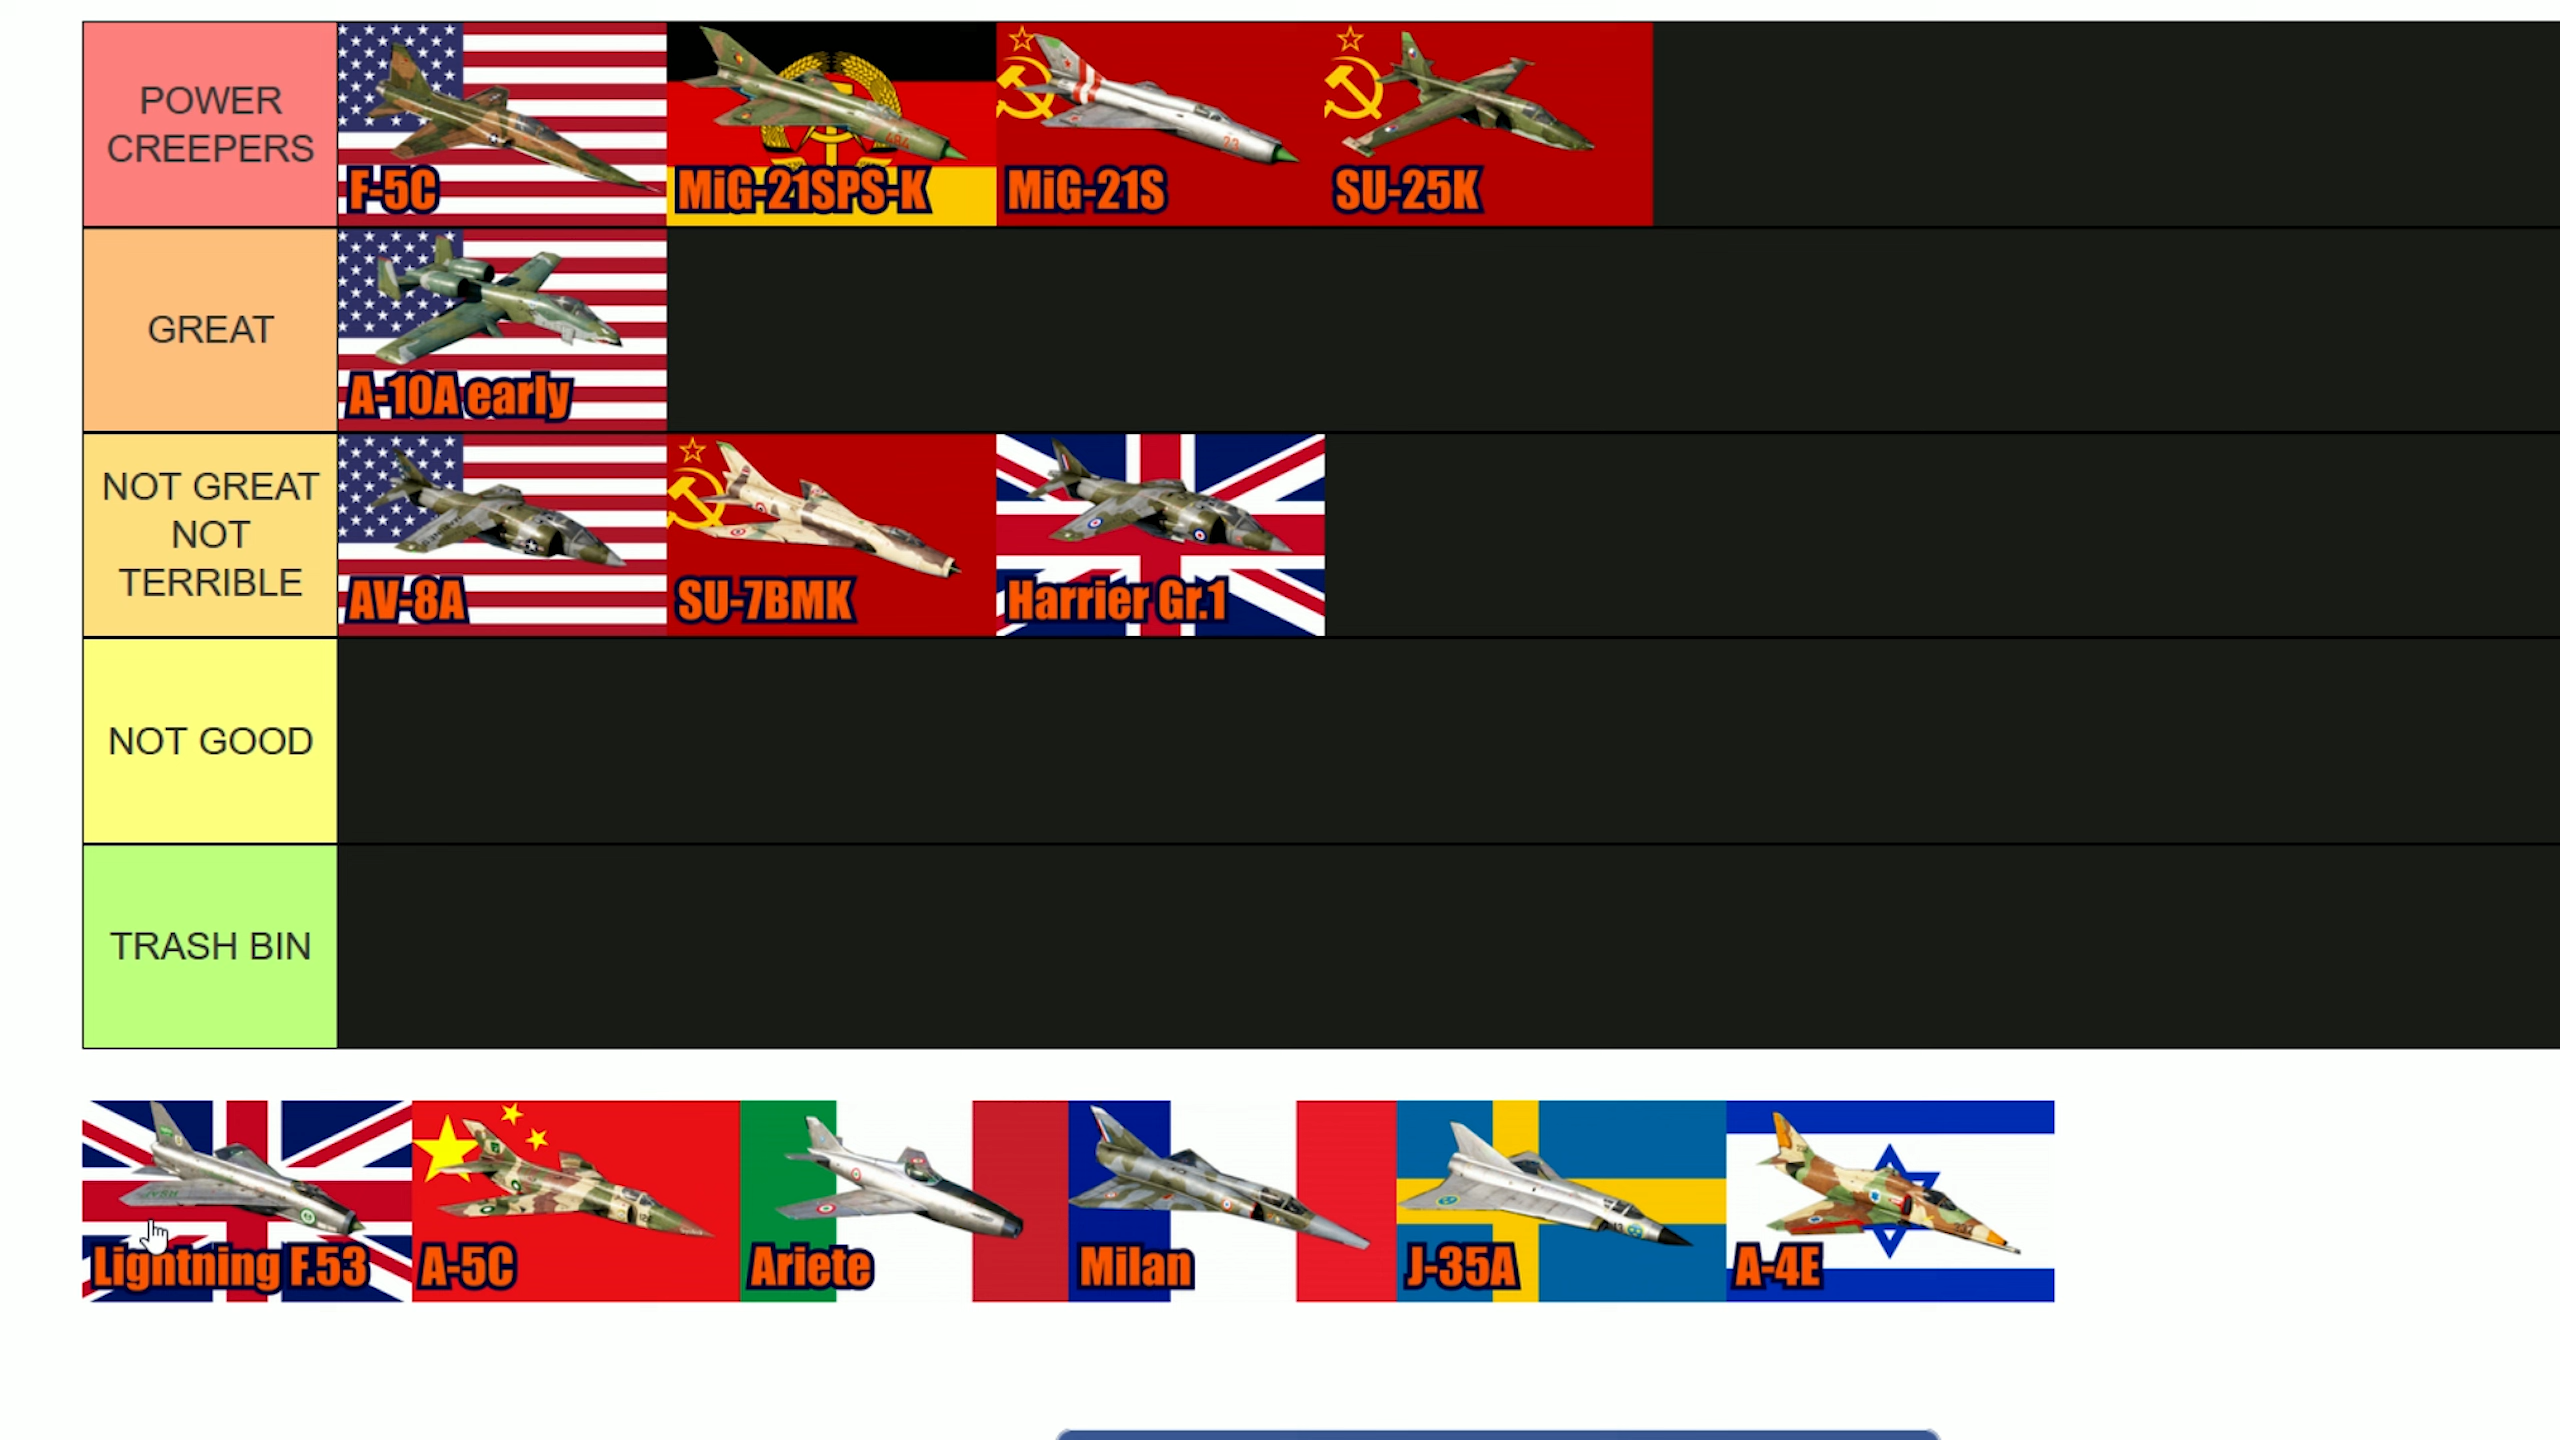 POWER
CREEPERS
F-5C
MiG-21SPS-K
MiG-21S
SU-25K
GREAT
A-10A early
NOT GREAT
NOT
TERRIBLE
AV-8A
SU-7BMK
Harrier Gr.1
NOT GOOD
TRASH BIN
Lightning F.53
A-5C
Ariete
Milan
J-35A
A-4E